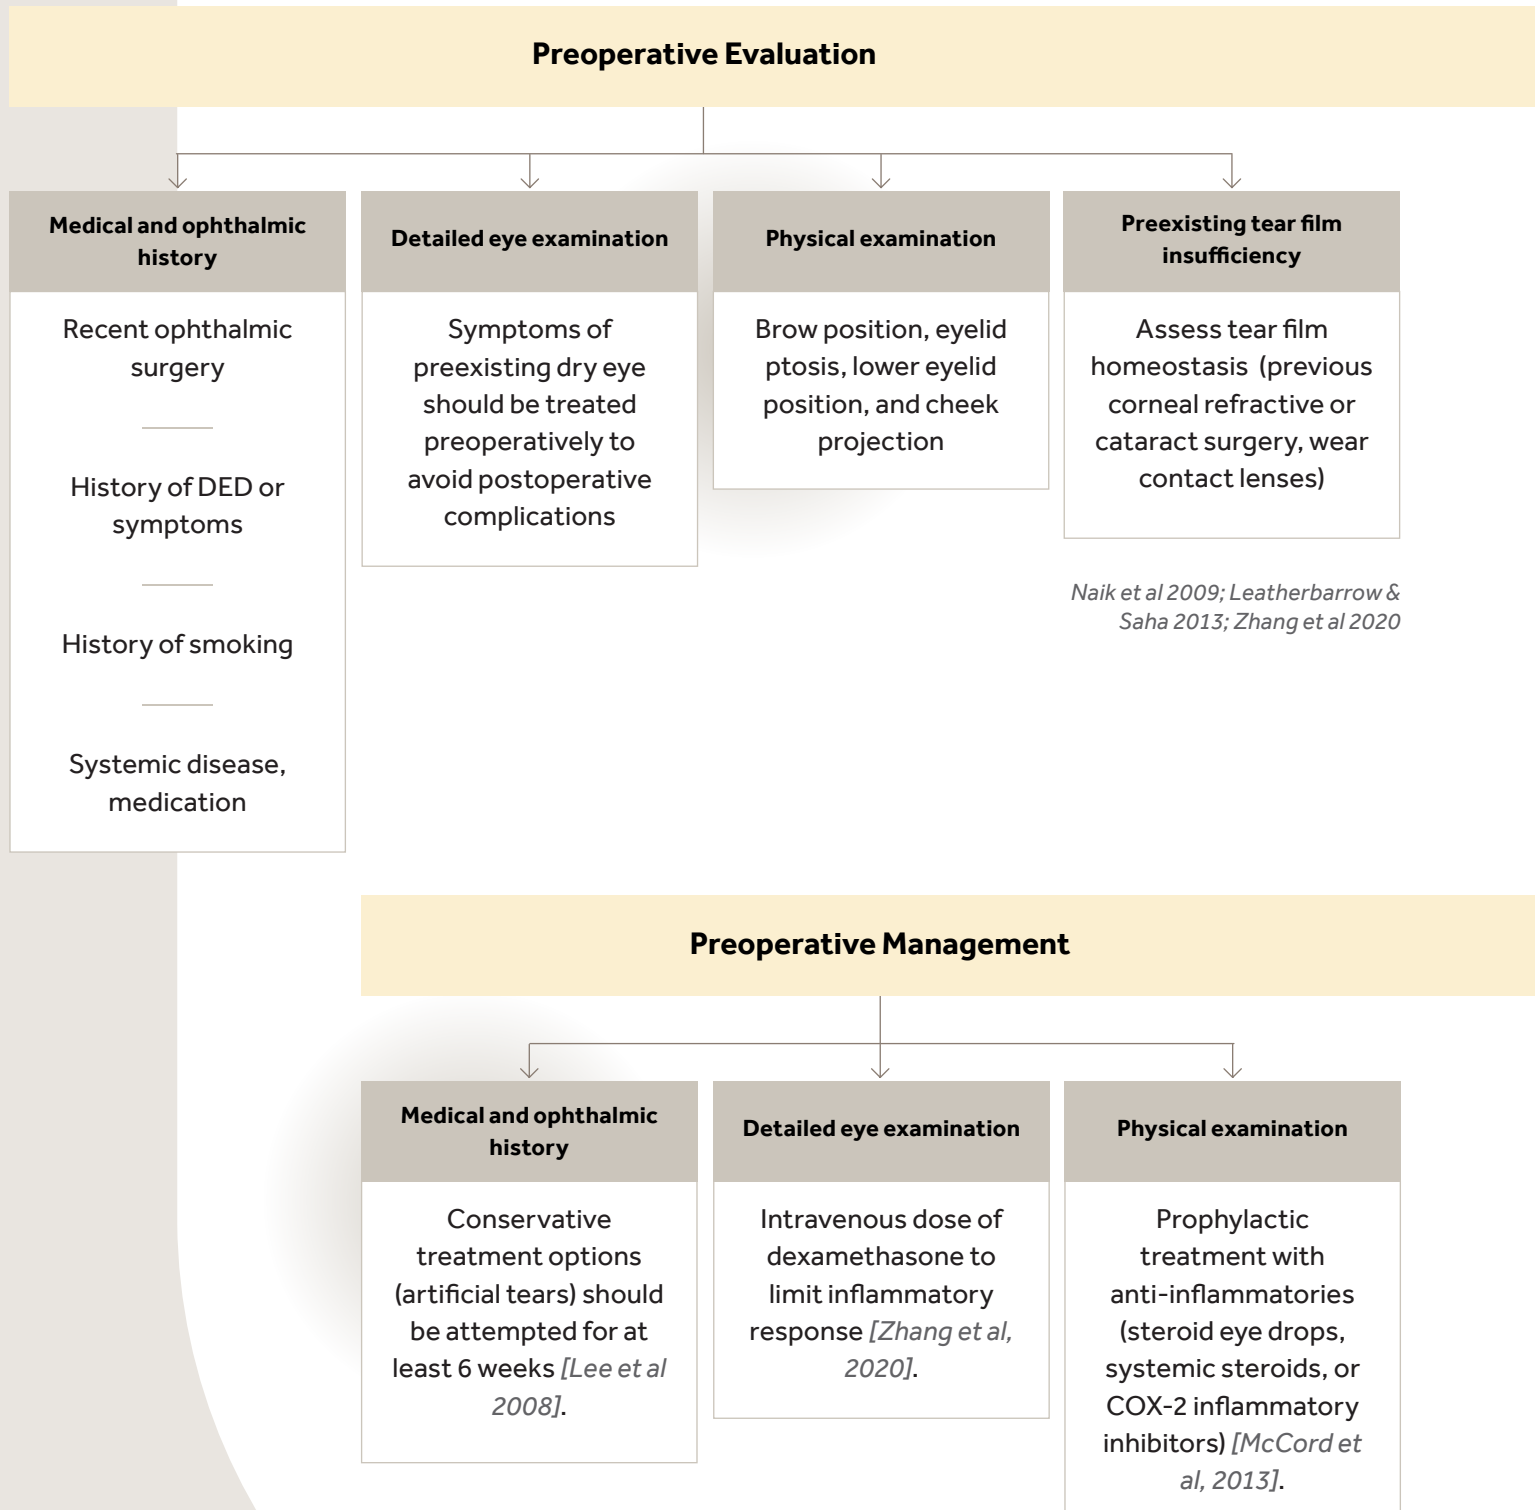 Preoperative Evaluation
Medical and ophthalmic
history
Recent ophthalmic
surgery
History of DED or
symptoms
History of smoking
Systemic disease,
medication
Detailed eye examination
Symptoms of
preexisting dry eye
should be treated
preoperatively to
avoid postoperative
complications
Physical examination
Brow position, eyelid
ptosis, lower eyelid
position, and cheek
projection
Preexisting tear film
insufficiency
Assess tear film
homeostasis (previous
corneal refractive or
cataract surgery, wear
contact lenses)
Naik et al 2009; Leatherbarrow &
Saha 2013; Zhang et al 2020
Preoperative Management
Medical and ophthalmic
history
Conservative
treatment options
(artificial tears) should
be attempted for at
least 6 weeks [Lee et al
2008].
Detailed eye examination
Intravenous dose of
dexamethasone to
limit inflammatory
response [Zhang et al,
2020].
Physical examination
Prophylactic
treatment with
anti-inflammatories
(steroid eye drops,
systemic steroids, or
COX-2 inflammatory
inhibitors) [McCord et
al, 2013].